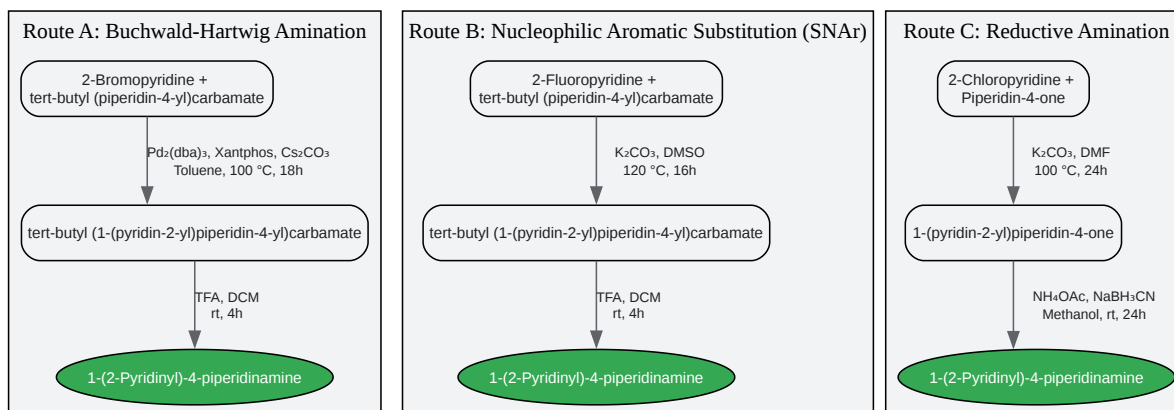 Route A: Buchwald-Hartwig Amination
2-Bromopyridine +
tert-butyl (piperidin-4-yl)carbamate
Pd₂(dba)₃, Xantphos, Cs₂CO₃
Toluene, 100 °C, 18h
tert-butyl (1-(pyridin-2-yl)piperidin-4-yl)carbamate
TFA, DCM
rt, 4h
1-(2-Pyridinyl)-4-piperidinamine
Route B: Nucleophilic Aromatic Substitution (SNAr)
2-Fluoropyridine +
tert-butyl (piperidin-4-yl)carbamate
K₂CO₃, DMSO
120 °C, 16h
tert-butyl (1-(pyridin-2-yl)piperidin-4-yl)carbamate
TFA, DCM
rt, 4h
1-(2-Pyridinyl)-4-piperidinamine
Route C: Reductive Amination
2-Chloropyridine +
Piperidin-4-one
K₂CO₃, DMF
100 °C, 24h
1-(pyridin-2-yl)piperidin-4-one
NH₄OAc, NaBH₃CN
Methanol, rt, 24h
1-(2-Pyridinyl)-4-piperidinamine